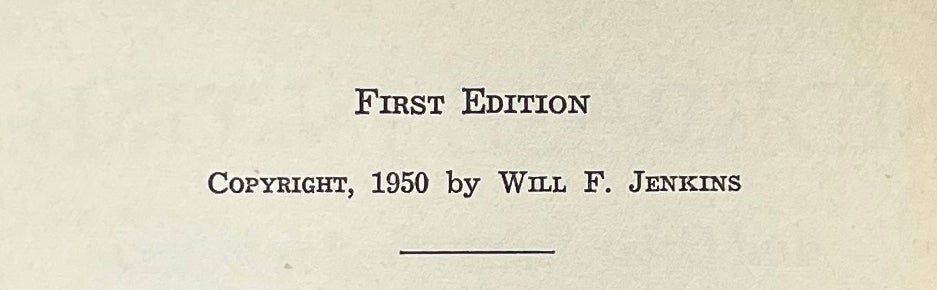 First Edition
Copyright, 1950 by Will F. Jenkins